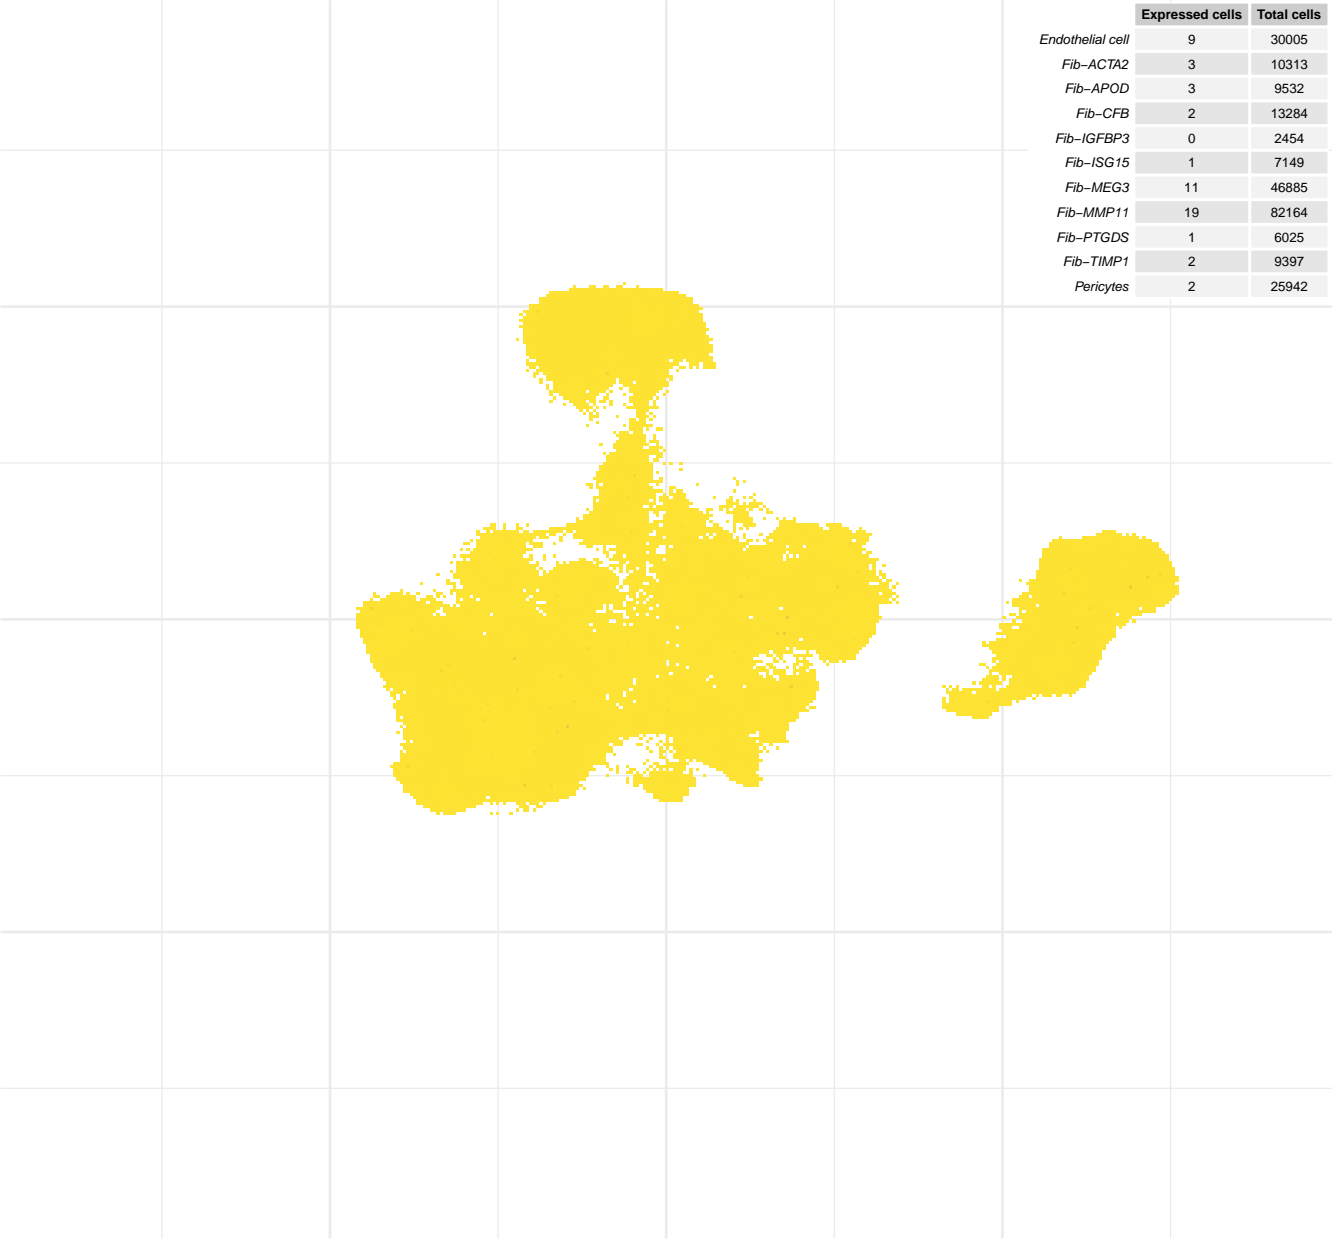 Expressed cells Total cells
Endothelial cell 9 30005
Fib−ACTA2 3 10313
Fib−APOD 3 9532
Fib−CFB 2 13284
Fib−IGFBP3 0 2454
Fib−ISG15 1 7149
Fib−MEG3 11 46885
Fib−MMP11 19 82164
Fib−PTGDS 1 6025
Fib−TIMP1 2 9397
Pericytes 2 25942